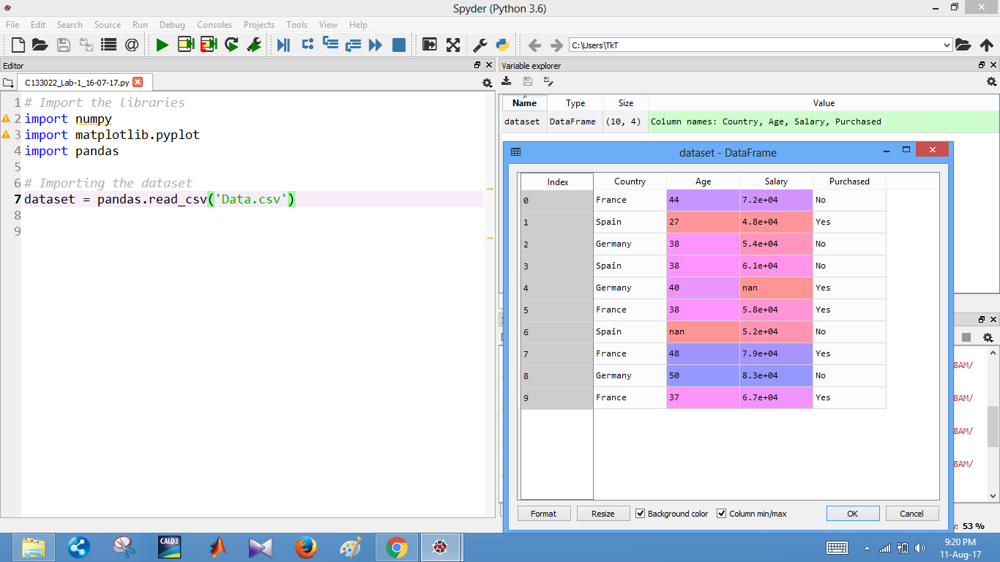 Spyder (Python 3.6)
File Edit Search Source Run Debug Consoles Projects Tools View Help
C:\Users\TkT
Editor
C133022_Lab-1_16-07-17.py
1 # Import the libraries
2 import numpy
3 import matplotlib.pyplot
4 import pandas
5
6 # Importing the dataset
7 dataset = pandas.read_csv('Data.csv')
8
9
Variable explorer
Name Type Size Value
dataset DataFrame (10, 4) Column names: Country, Age, Salary, Purchased
dataset - DataFrame
Index Country Age Salary Purchased
0 France 44 7.2e+04 No
1 Spain 27 4.8e+04 Yes
2 Germany 38 5.4e+04 No
3 Spain 38 6.1e+04 No
4 Germany 40 nan Yes
5 France 38 5.8e+04 Yes
6 Spain nan 5.2e+04 No
7 France 48 7.9e+04 Yes
8 Germany 50 8.3e+04 No
9 France 37 6.7e+04 Yes
Format Resize Background color Column min/max OK Cancel
8AM/
8AM/
8AM/
8AM/
y: 53 %
CALD3
9:20 PM
11-Aug-17